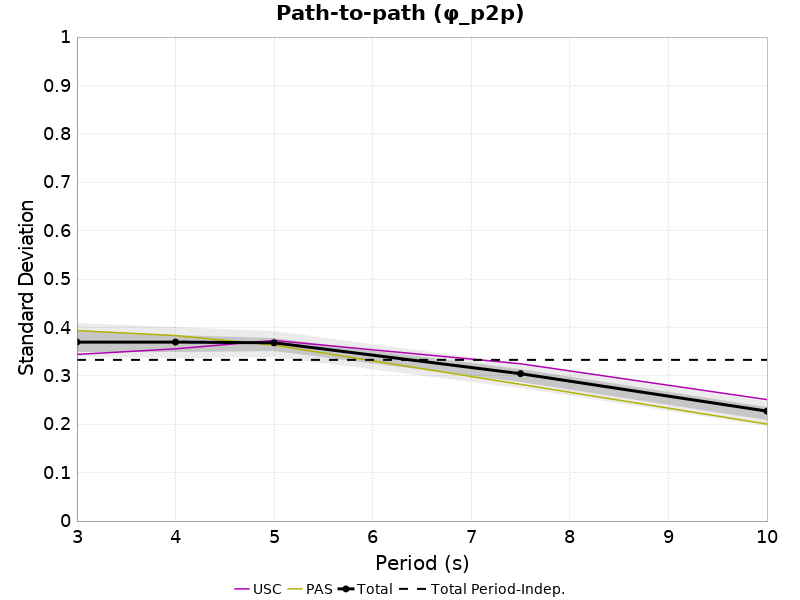 Path-to-path (φ_p2p)
1
0.9
0.8
0.7
0.6
0.5
0.4
0.3
0.2
0.1
0
Standard Deviation
3 4 5 6 7 8 9 10
Period (s)
USC PAS Total Total Period-Indep.